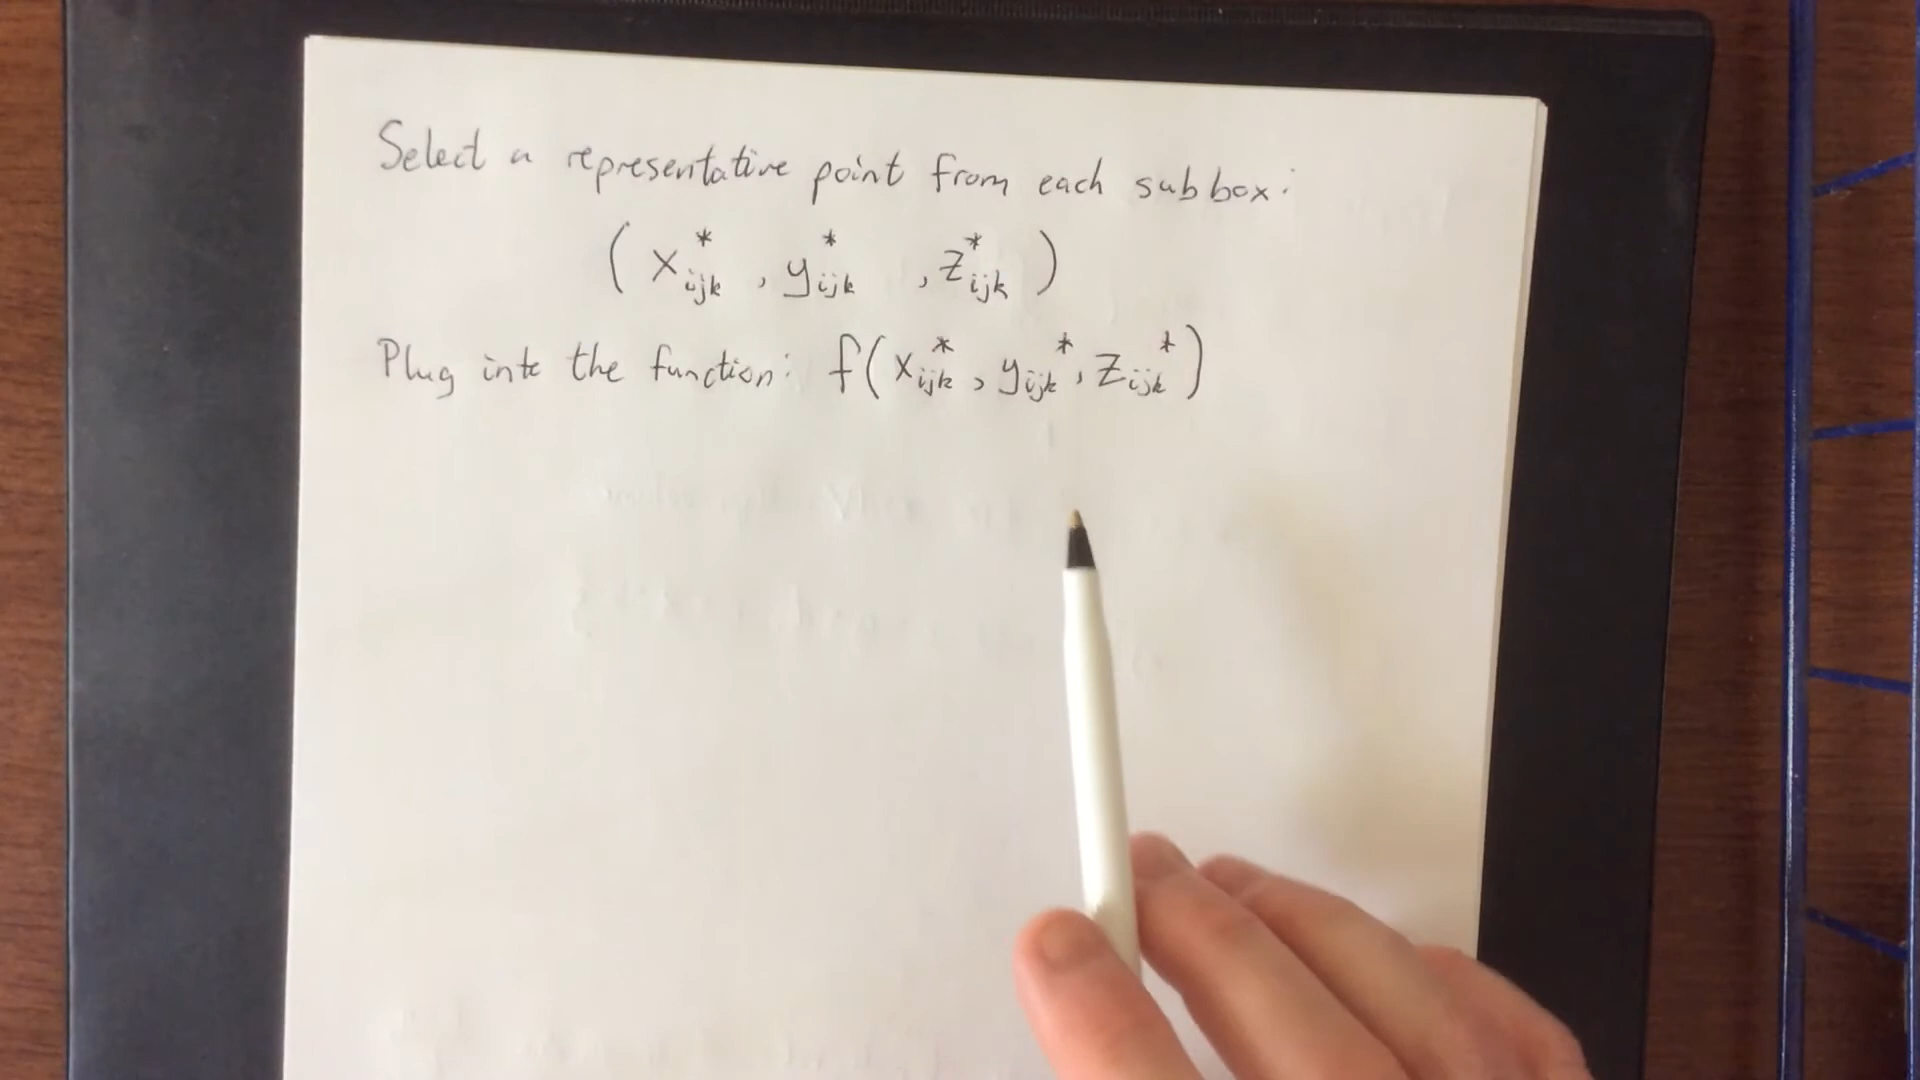 Select a representative point from each subbox:
(x*ijk, y*ijk, z*ijk)
Plug into the function: f(x*ijk, y*ijk, z*ijk)